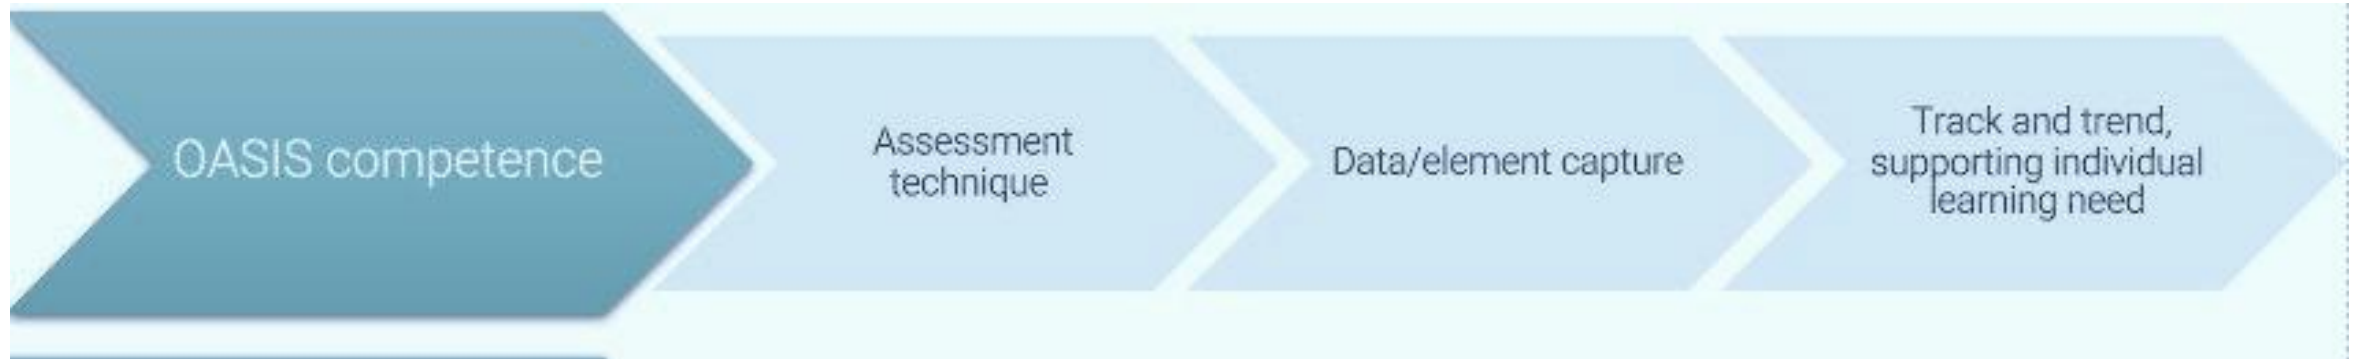 OASIS competence
Assessment
technique
Data/element capture
Track and trend,
supporting individual
learning need